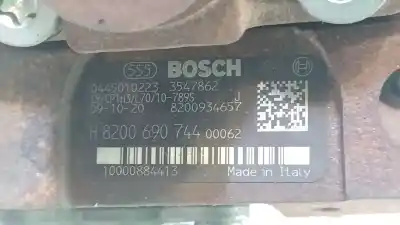 SSS BOSCH
0445010223 3547862
CR/CP1H3/L70/10-789S J
09-10-20 8200934657
H 8200 690 744 00062
10000884413 Made in Italy